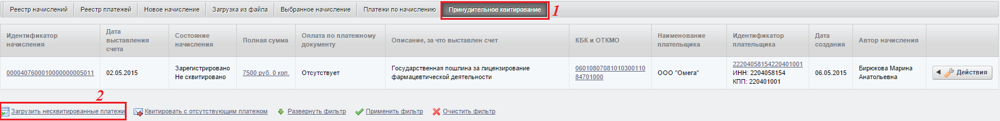 Реестр начислений Реестр платежей Новое начисление Загрузка из файла Выбранное начисление Платежи по начислению Принудительное квитирование 1
Идентификатор начисления
Дата выставления счета
Состояние начисления
Полная сумма
Оплата по платежному документу
Описание, за что выставлен счет
КБК и ОТКМО
Наименование плательщика
Идентификатор плательщика
Дата создания
Автор начисления
0000407600010000000005011
02.05.2015
Зарегистрировано
Не сквитировано
7500 руб. 0 коп.
Отсутствует
Государственная пошлина за лицензирование
фармацевтической деятельности
06010807081010300110
84701000
ООО "Омега"
22204058154220401001
ИНН: 2204058154
КПП: 220401001
06.05.2015
Бирюкова Марина
Анатольевна
Действия
2
Загрузить несквитированные платежи Квитировать с отсутствующим платежом Развернуть фильтр Применить фильтр Очистить фильтр